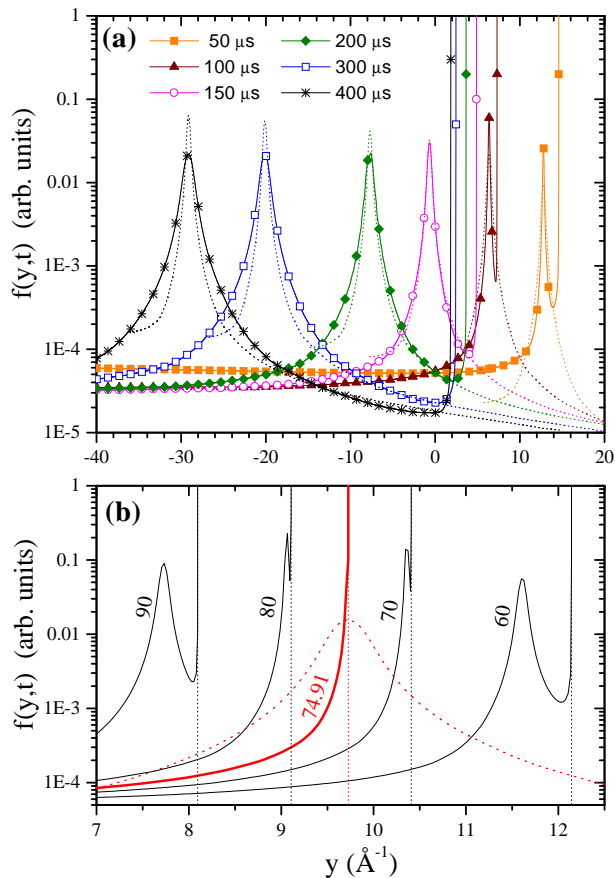 (a)
50 μs
100 μs
150 μs
200 μs
300 μs
400 μs
1
0.1
0.01
1E-3
1E-4
1E-5
f(y,t) (arb. units)
-40 -30 -20 -10 0 10 20
(b)
1
0.1
0.01
1E-3
1E-4
f(y,t) (arb. units)
90
80
74.91
70
60
7 8 9 10 11 12
y (Å⁻¹)